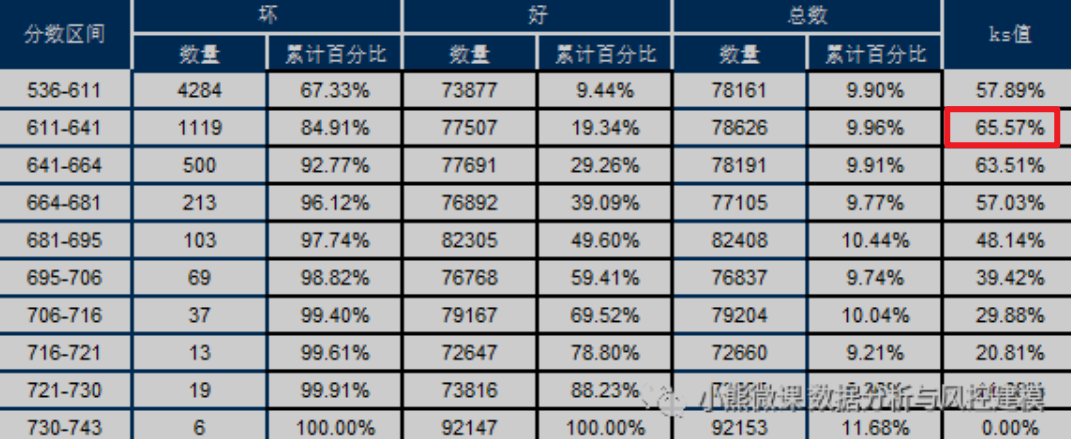 分数区间 坏 好 总数 ks值
数量 累计百分比 数量 累计百分比 数量 累计百分比
536-611 4284 67.33% 73877 9.44% 78161 9.90% 57.89%
611-641 1119 84.91% 77507 19.34% 78626 9.96% 65.57%
641-664 500 92.77% 77691 29.26% 78191 9.91% 63.51%
664-681 213 96.12% 76892 39.09% 77105 9.77% 57.03%
681-695 103 97.74% 82305 49.60% 82408 10.44% 48.14%
695-706 69 98.82% 76768 59.41% 76837 9.74% 39.42%
706-716 37 99.40% 79167 69.52% 79204 10.04% 29.88%
716-721 13 99.61% 72647 78.80% 72660 9.21% 20.81%
721-730 19 99.91% 73816 88.23%
小熊微课数据分析与风控建模
730-743 6 100.00% 92147 100.00% 92153 11.68% 0.00%